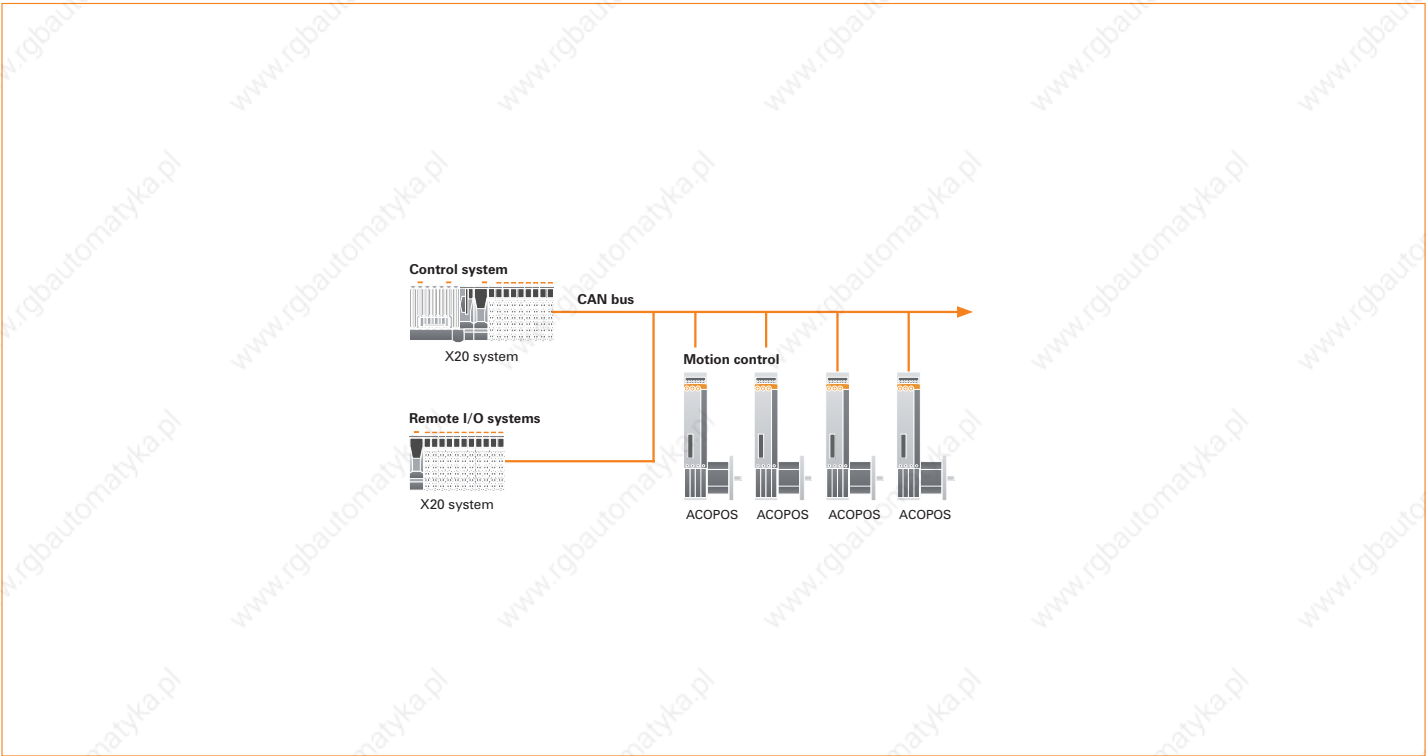 Control system
CAN bus
X20 system
Motion control
Remote I/O systems
X20 system
ACOPOS ACOPOS ACOPOS ACOPOS
www.rgbautomatyka.pl